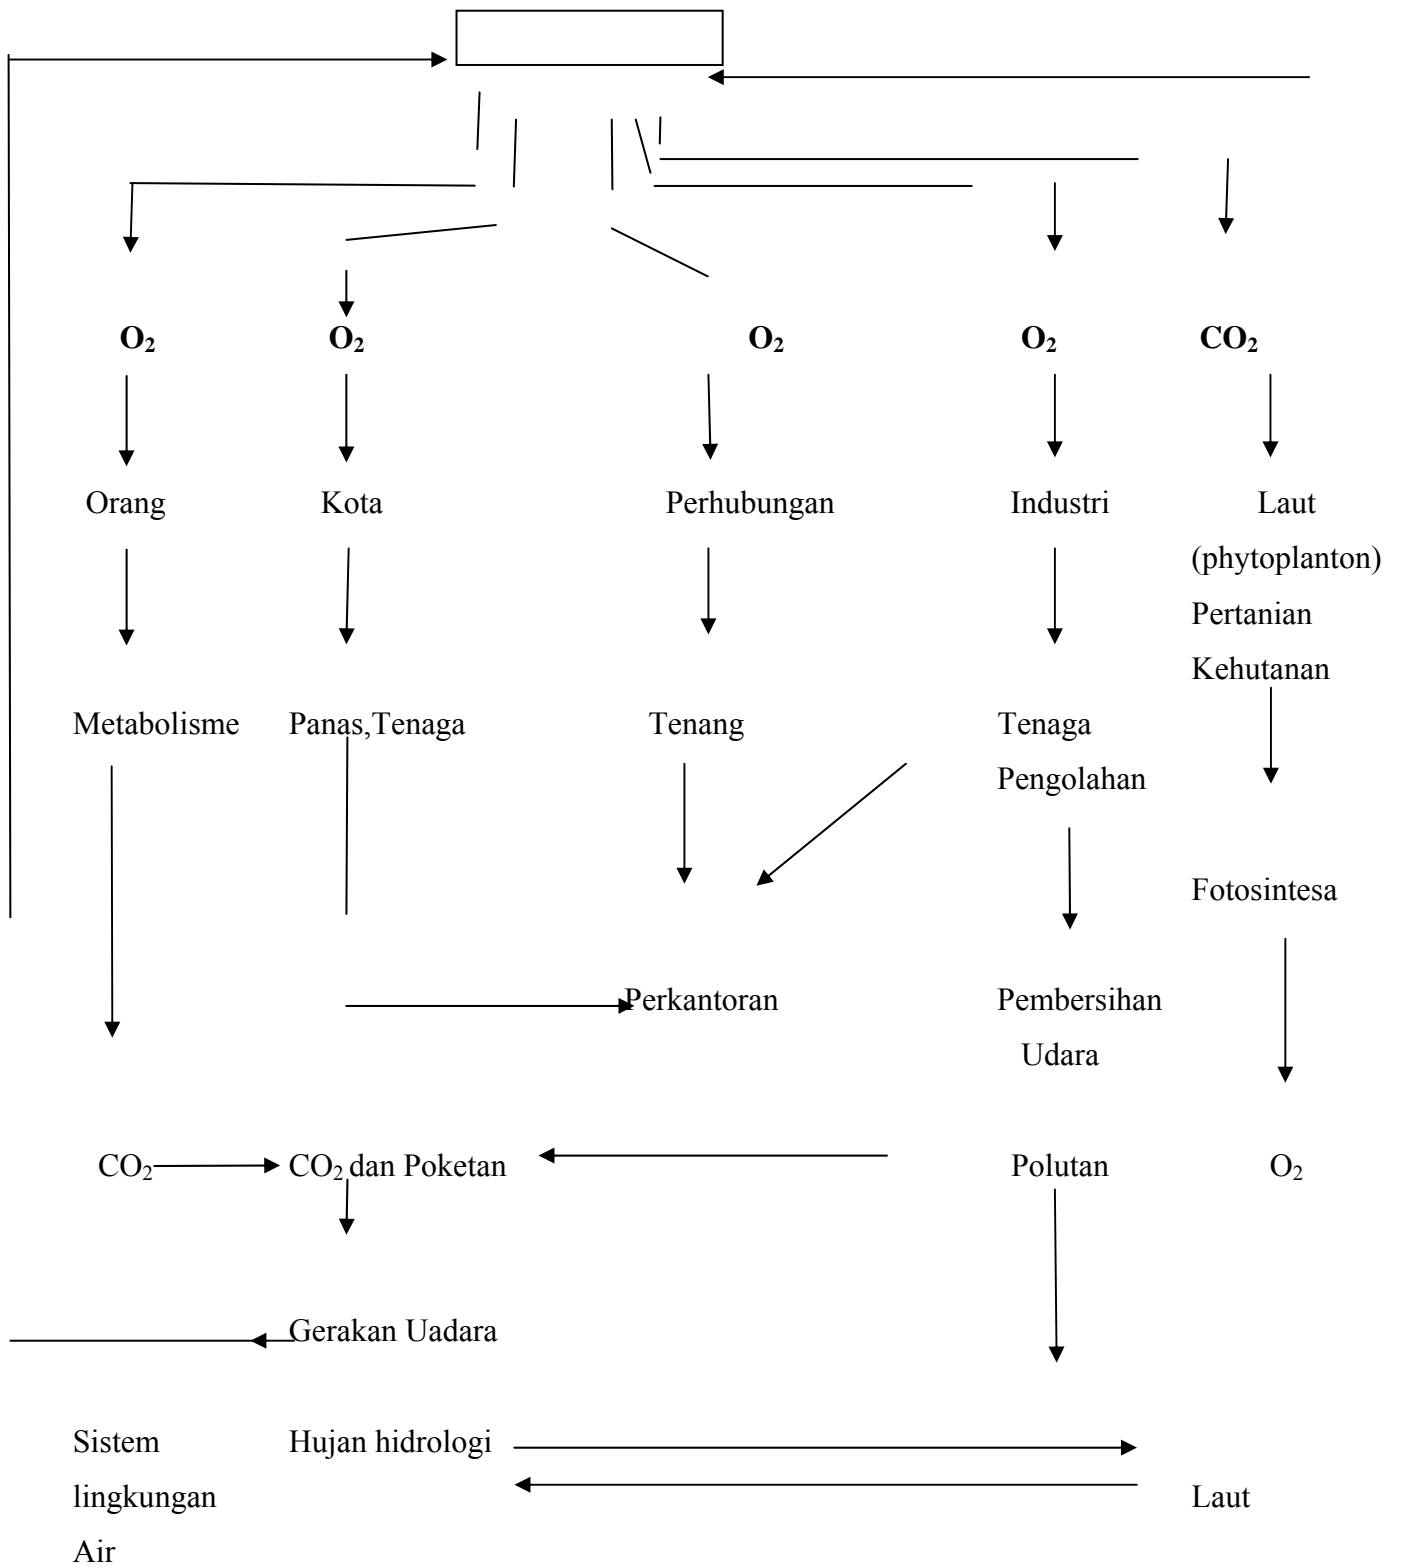 O₂ O₂ O₂ O₂ CO₂
Orang Kota Perhubungan Industri Laut
(phytoplanton)
Pertanian
Kehutanan
Metabolisme Panas,Tenaga Tenang Tenaga
Pengolahan
Fotosintesa
Perkantoran Pembersihan
Udara
CO₂ CO₂ dan Poketan Polutan O₂
Gerakan Uadara
Sistem Hujan hidrologi
lingkungan Laut
Air